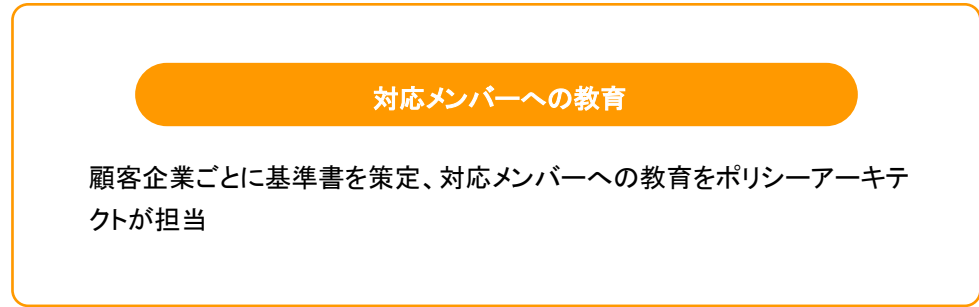 対応メンバーへの教育
顧客企業ごとに基準書を策定、対応メンバーへの教育をポリシーアーキテ
クトが担当